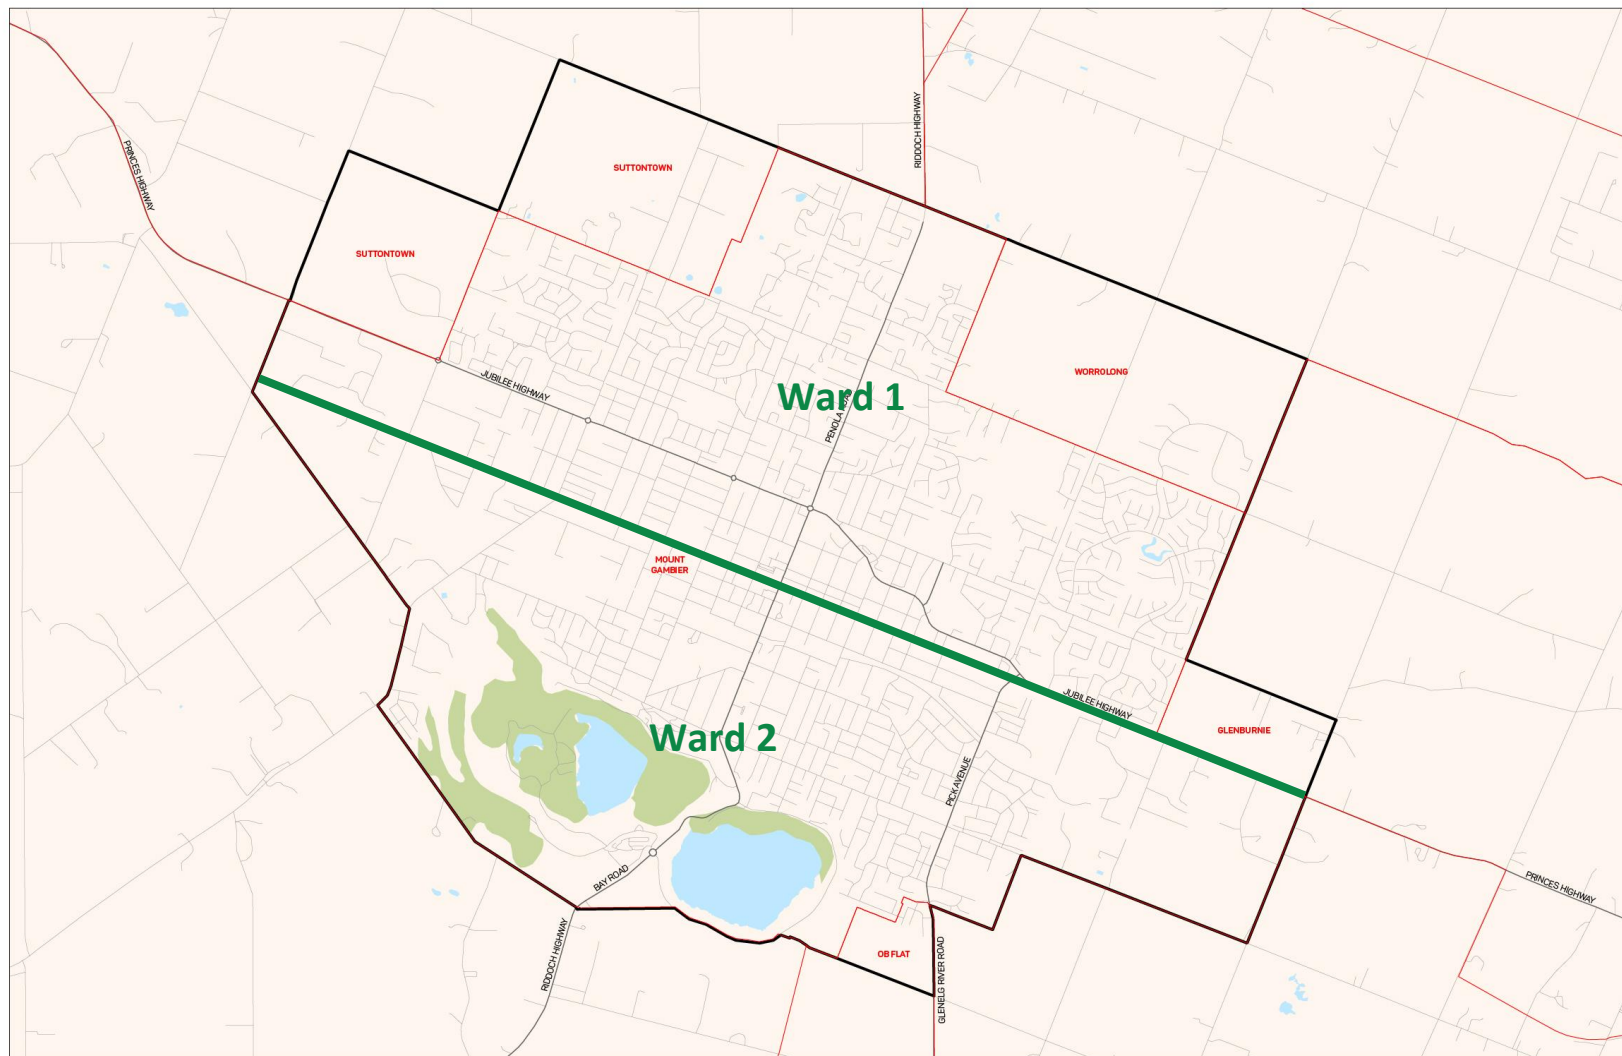 RIDDOCH HIGHWAY
PRINCES HIGHWAY
SUTTONTOWN
SUTTONTOWN
WORROLONG
JUBILEE HIGHWAY
Ward 1
PENOLA ROAD
MOUNT
GAMBIER
JUBILEE HIGHWAY
GLENBURNIE
Ward 2
PICK AVENUE
BAY ROAD
PRINCES HIGHWAY
RIDDOCH HIGHWAY
OB FLAT
GLENELG RIVER ROAD